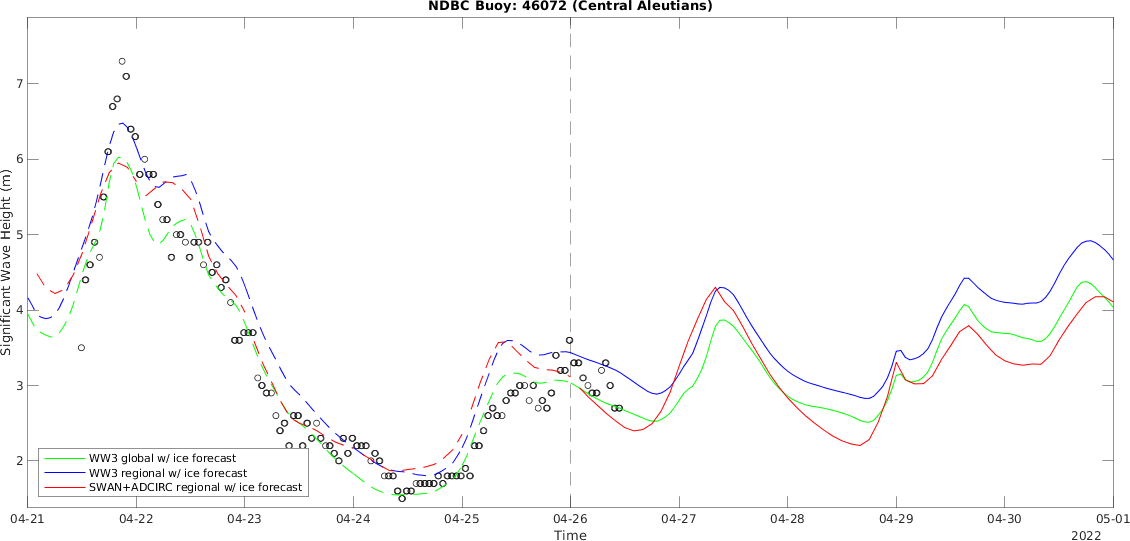 NDBC Buoy: 46072 (Central Aleutians)
Significant Wave Height (m)
7
6
5
4
3
2
WW3 global w/ ice forecast
WW3 regional w/ ice forecast
SWAN+ADCIRC regional w/ ice forecast
04-21 04-22 04-23 04-24 04-25 04-26 04-27 04-28 04-29 04-30 05-01
Time
2022